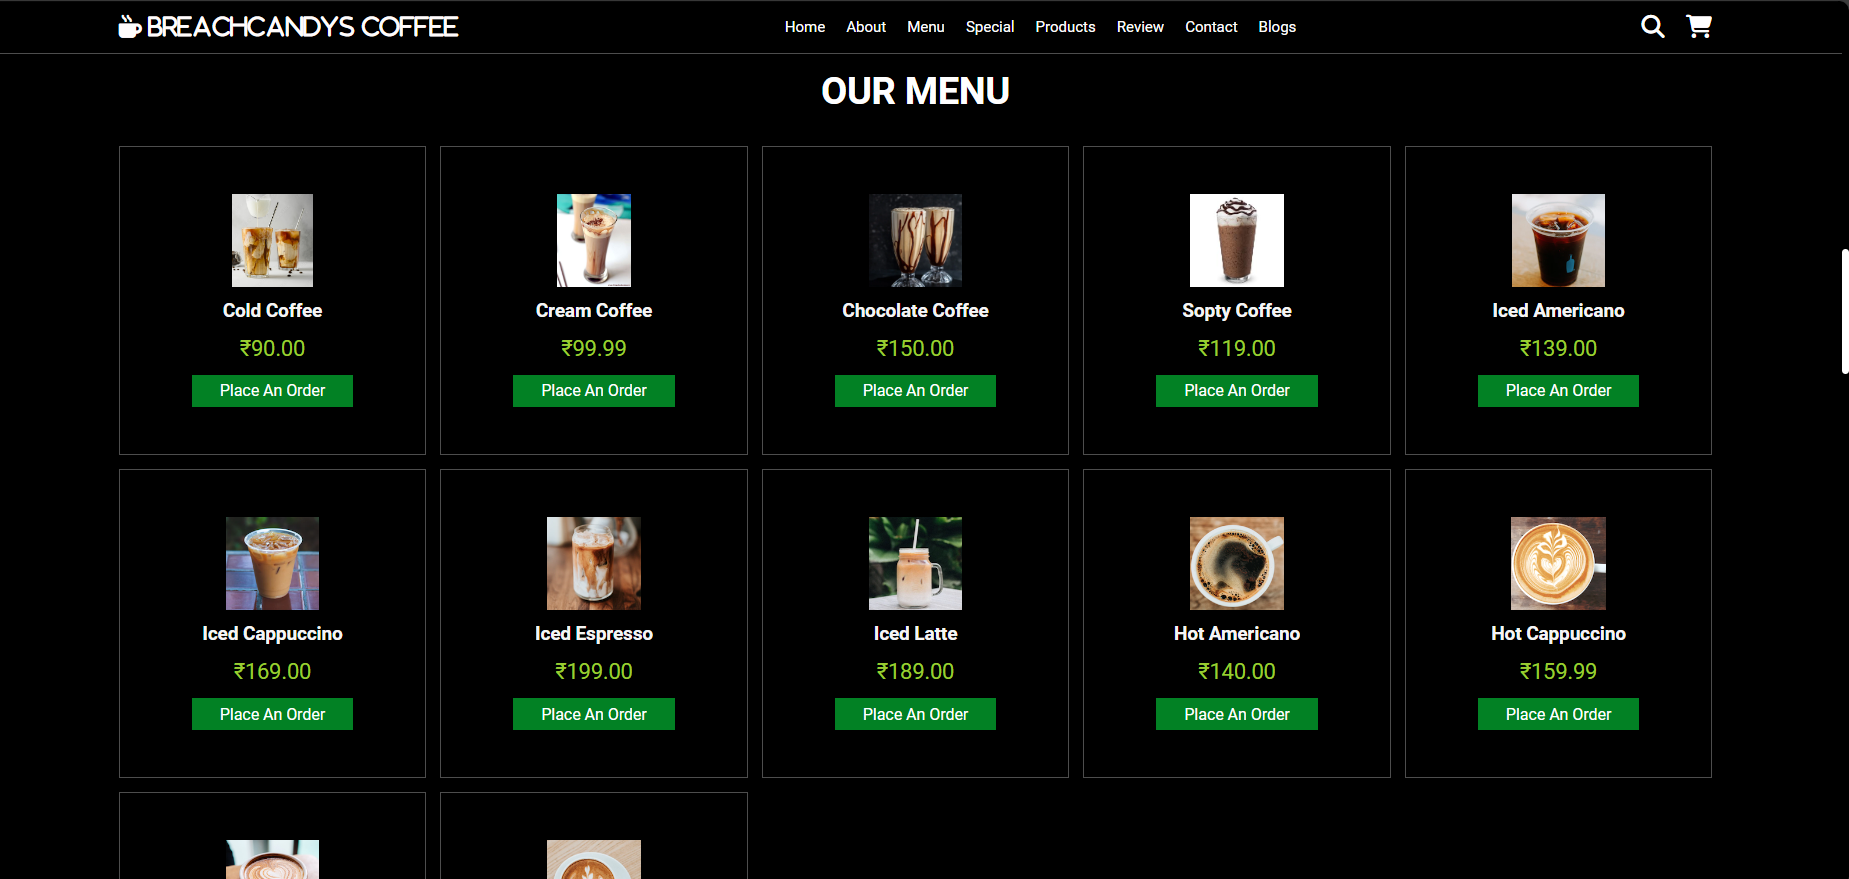 BREACHCANDYS COFFEE
Home About Menu Special Products Review Contact Blogs
OUR MENU
Cold Coffee Cream Coffee Chocolate Coffee Sopty Coffee Iced Americano
₹90.00 ₹99.99 ₹150.00 ₹119.00 ₹139.00
Place An Order Place An Order Place An Order Place An Order Place An Order
Iced Cappuccino Iced Espresso Iced Latte Hot Americano Hot Cappuccino
₹169.00 ₹199.00 ₹189.00 ₹140.00 ₹159.99
Place An Order Place An Order Place An Order Place An Order Place An Order